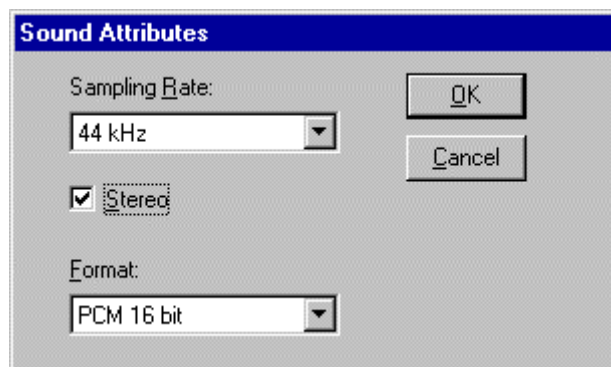 Sound Attributes
Sampling Rate:
44 kHz
OK
Cancel
Stereo
Format:
PCM 16 bit